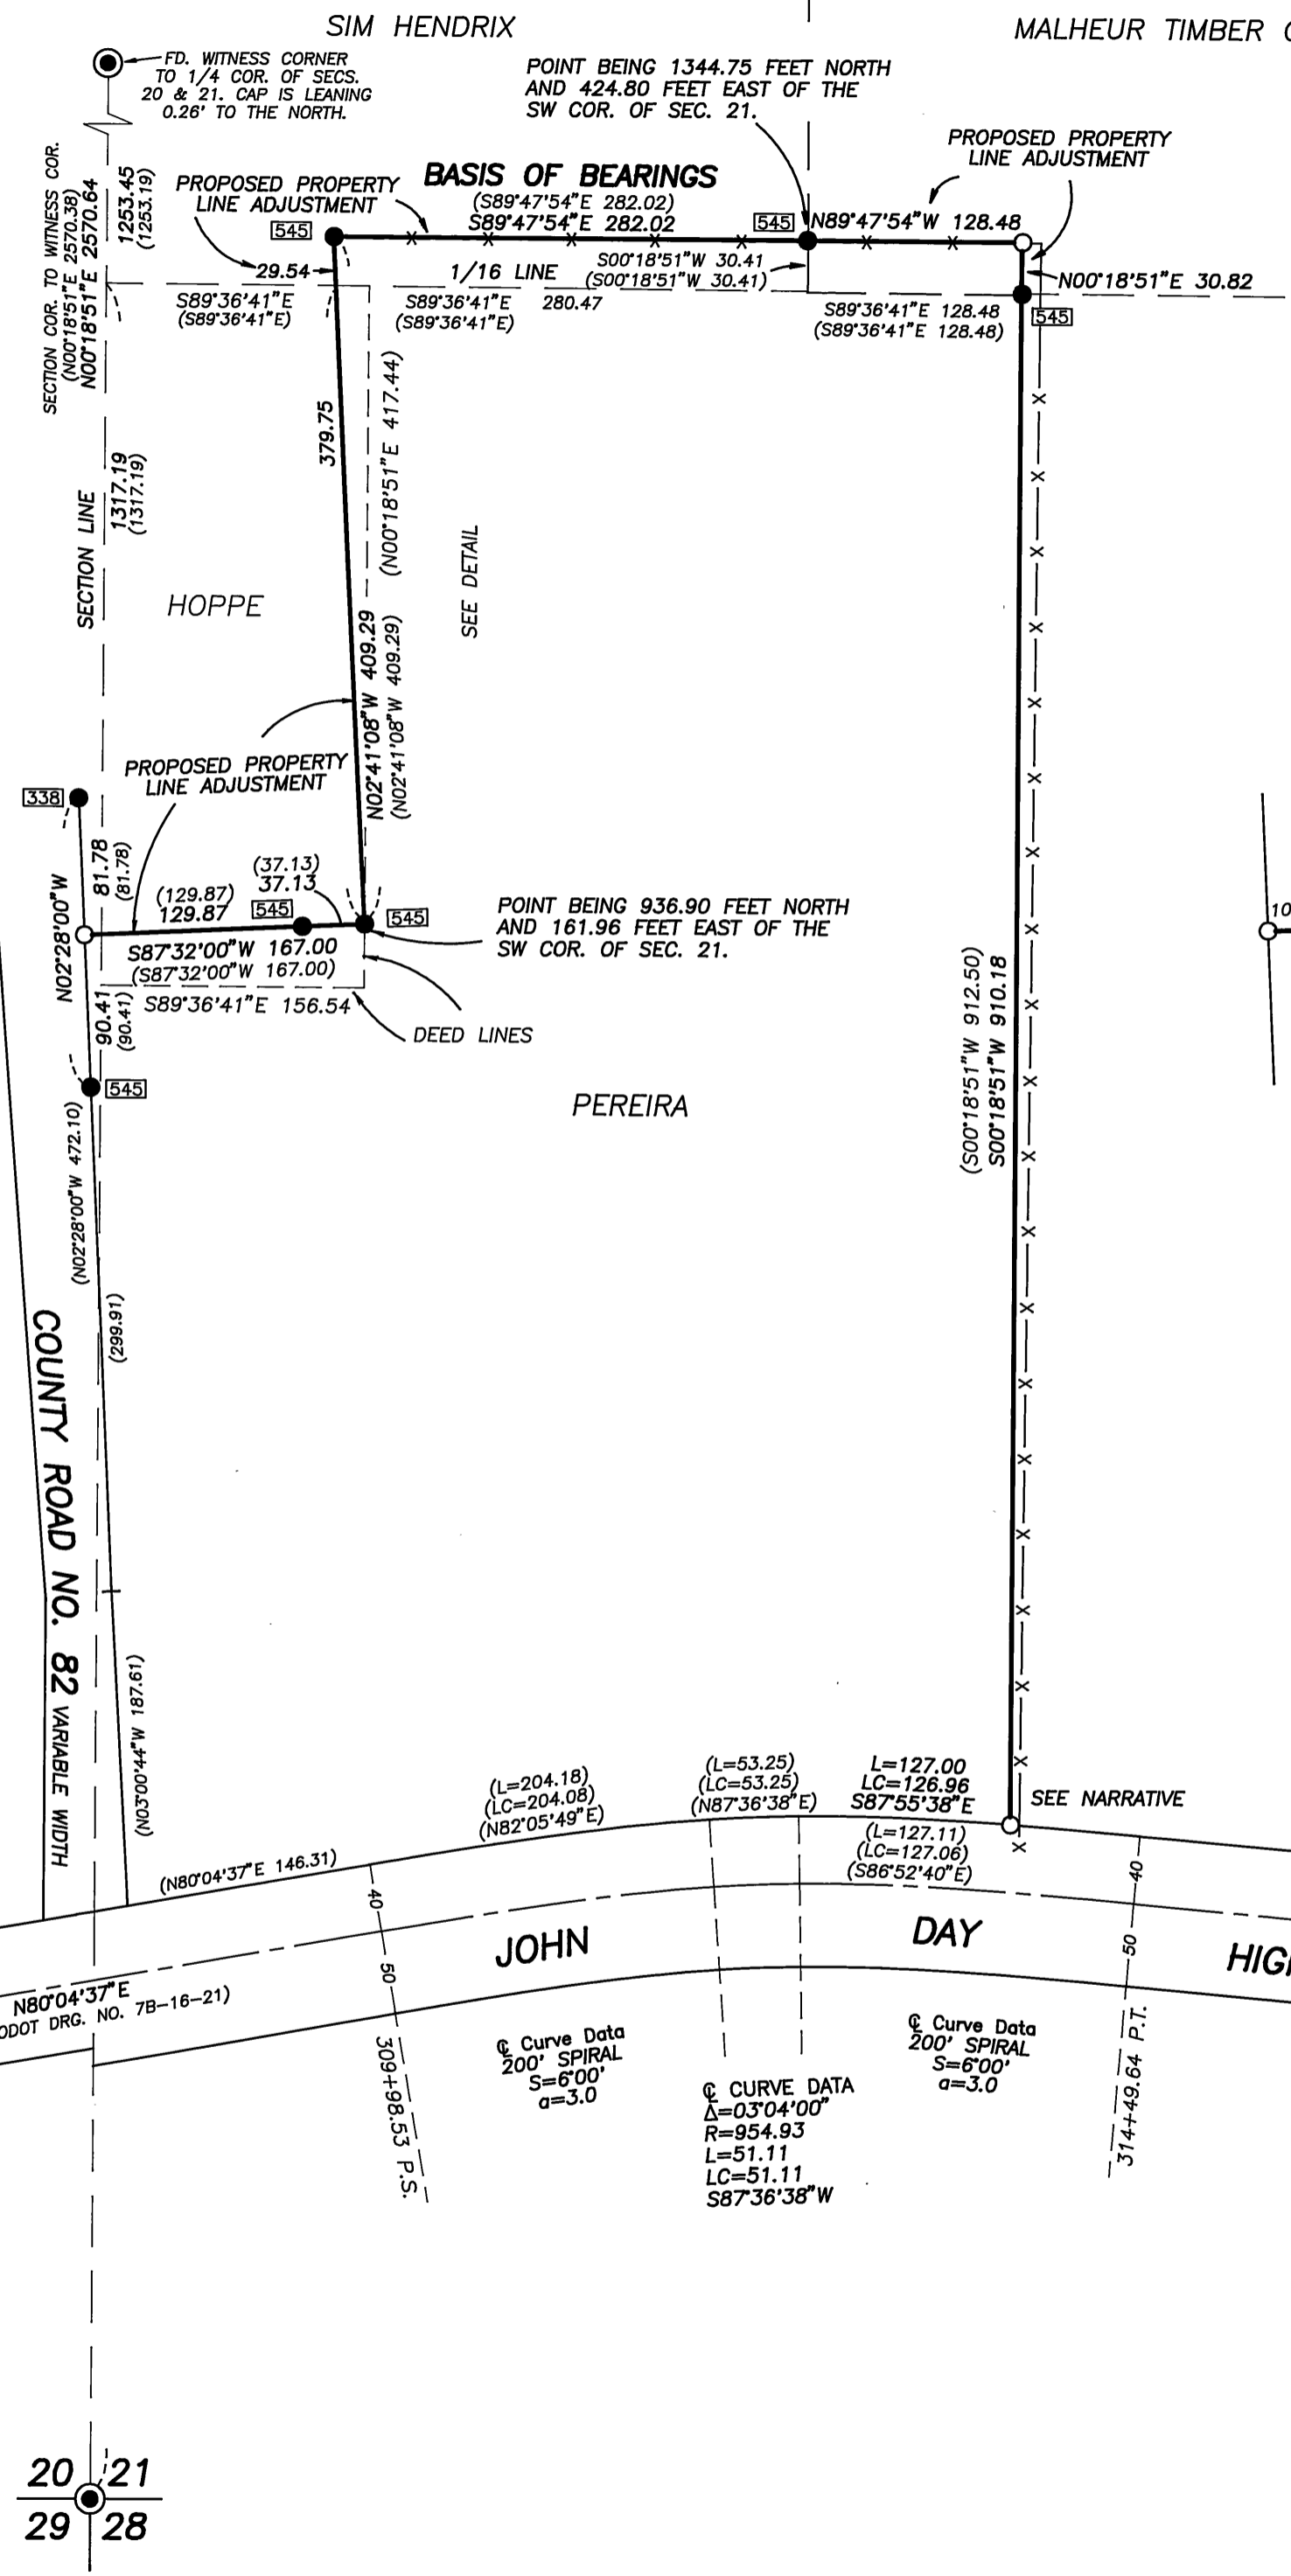 SIM HENDRIX
MALHEUR TIMBER
FD. WITNESS CORNER
TO 1/4 COR. OF SECS.
20 & 21. CAP IS LEANING
0.26' TO THE NORTH.
POINT BEING 1344.75 FEET NORTH
AND 424.80 FEET EAST OF THE
SW COR. OF SEC. 21.
PROPOSED PROPERTY
LINE ADJUSTMENT
SECTION COR. TO WITNESS COR.
(N00°18'51"E 2570.38)
N00°18'51"E 2570.64
1253.45
(1253.19)
PROPOSED PROPERTY
LINE ADJUSTMENT
BASIS OF BEARINGS
(S89°47'54"E 282.02)
S89°47'54"E 282.02
545
545
N89°47'54"W 128.48
29.54
1/16 LINE
S00°18'51"W 30.41
(S00°18'51"W 30.41)
N00°18'51"E 30.82
S89°36'41"E
(S89°36'41"E)
S89°36'41"E 280.47
(S89°36'41"E)
S89°36'41"E 128.48
(S89°36'41"E 128.48)
545
379.75
(N00°18'51"E 417.44)
1317.19
(1317.19)
SECTION LINE
HOPPE
SEE DETAIL
N02°41'08"W 409.29
(N02°41'08"W 409.29)
PROPOSED PROPERTY
LINE ADJUSTMENT
338
81.78
(81.78)
N02°28'00"W
(129.87)
129.87
(37.13)
37.13
545
545
S87°32'00"W 167.00
(S87°32'00"W 167.00)
S89°36'41"E 156.54
POINT BEING 936.90 FEET NORTH
AND 161.96 FEET EAST OF THE
SW COR. OF SEC. 21.
10
90.41
(90.41)
DEED LINES
545
PEREIRA
(S00°18'51"W 912.50)
S00°18'51"W 910.18
(N02°28'00"W 472.10)
(299.91)
COUNTY ROAD NO. 82 VARIABLE WIDTH
(N03°00'44"W 187.61)
(L=204.18)
(LC=204.08)
(N82°05'49"E)
(L=53.25)
(LC=53.25)
(N87°36'38"E)
L=127.00
LC=126.96
S87°55'38"E
SEE NARRATIVE
(L=127.11)
(LC=127.06)
(S86°52'40"E)
(N80°04'37"E 146.31)
40
40
JOHN DAY
50
50
N80°04'37"E
ODOT DRG. NO. 7B-16-21)
309+98.53 P.S.
℄ Curve Data
200' SPIRAL
S=6°00'
a=3.0
℄ CURVE DATA
Δ=03°04'00"
R=954.93
L=51.11
LC=51.11
S87°36'38"W
℄ Curve Data
200' SPIRAL
S=6°00'
a=3.0
314+49.64 P.T.
20 21
29 28